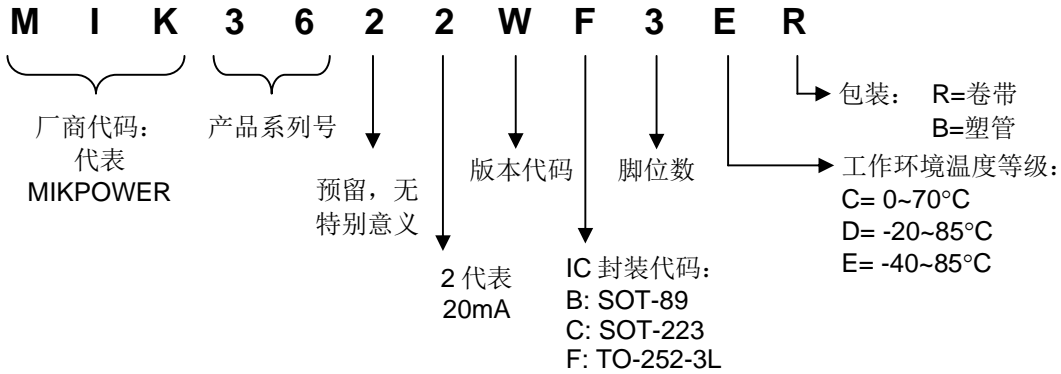 M I K 3 6 2 2 W F 3 E R
厂商代码：
代表
MIKPOWER
产品系列号
预留，无
特别意义
2 代表
20mA
版本代码
IC 封装代码：
B: SOT-89
C: SOT-223
F: TO-252-3L
脚位数
包装： R=卷带
B=塑管
工作环境温度等级：
C= 0~70°C
D= -20~85°C
E= -40~85°C